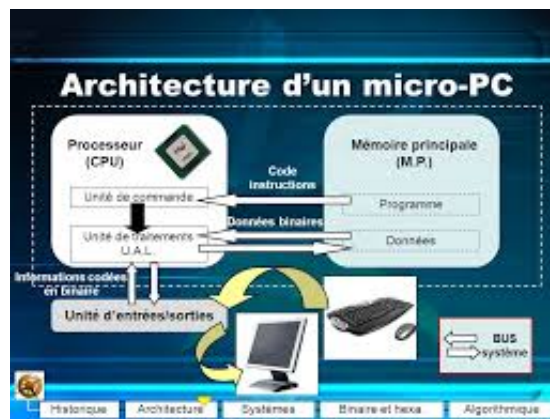 Architecture d'un micro-PC
Processeur
(CPU)
Mémoire principale
(M.P.)
Code
instructions
Unité de commande
Programme
Données binaires
Unité de traitements
U.A.L.
Données
Informations codées
en binaire
Unité d'entrées/sorties
BUS
système
Historique
Architecture
Systèmes
Binaire et hexa
Algorithmique